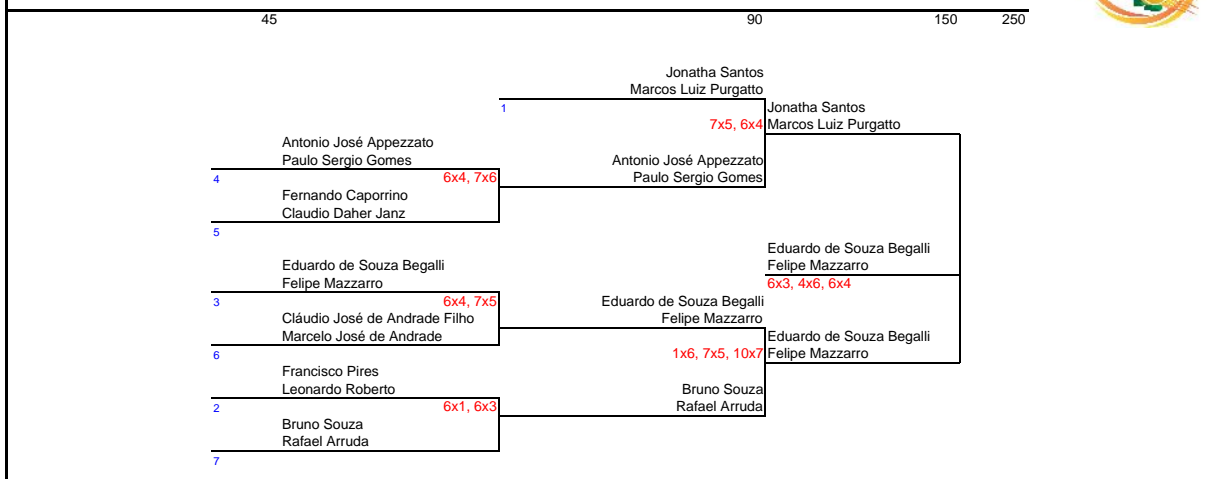 45 90 150 250
Jonatha Santos
Marcos Luiz Purgatto
1 Jonatha Santos
7x5, 6x4 Marcos Luiz Purgatto
Antonio José Appezzato
Paulo Sergio Gomes Antonio José Appezzato
4 6x4, 7x6 Paulo Sergio Gomes
Fernando Caporrino
Claudio Daher Janz
5
Eduardo de Souza Begalli
Eduardo de Souza Begalli Felipe Mazzarro
Felipe Mazzarro 6x3, 4x6, 6x4
3 6x4, 7x5 Eduardo de Souza Begalli
Cláudio José de Andrade Filho Felipe Mazzarro
Marcelo José de Andrade Eduardo de Souza Begalli
6 1x6, 7x5, 10x7 Felipe Mazzarro
Francisco Pires
Leonardo Roberto Bruno Souza
2 6x1, 6x3 Rafael Arruda
Bruno Souza
Rafael Arruda
7